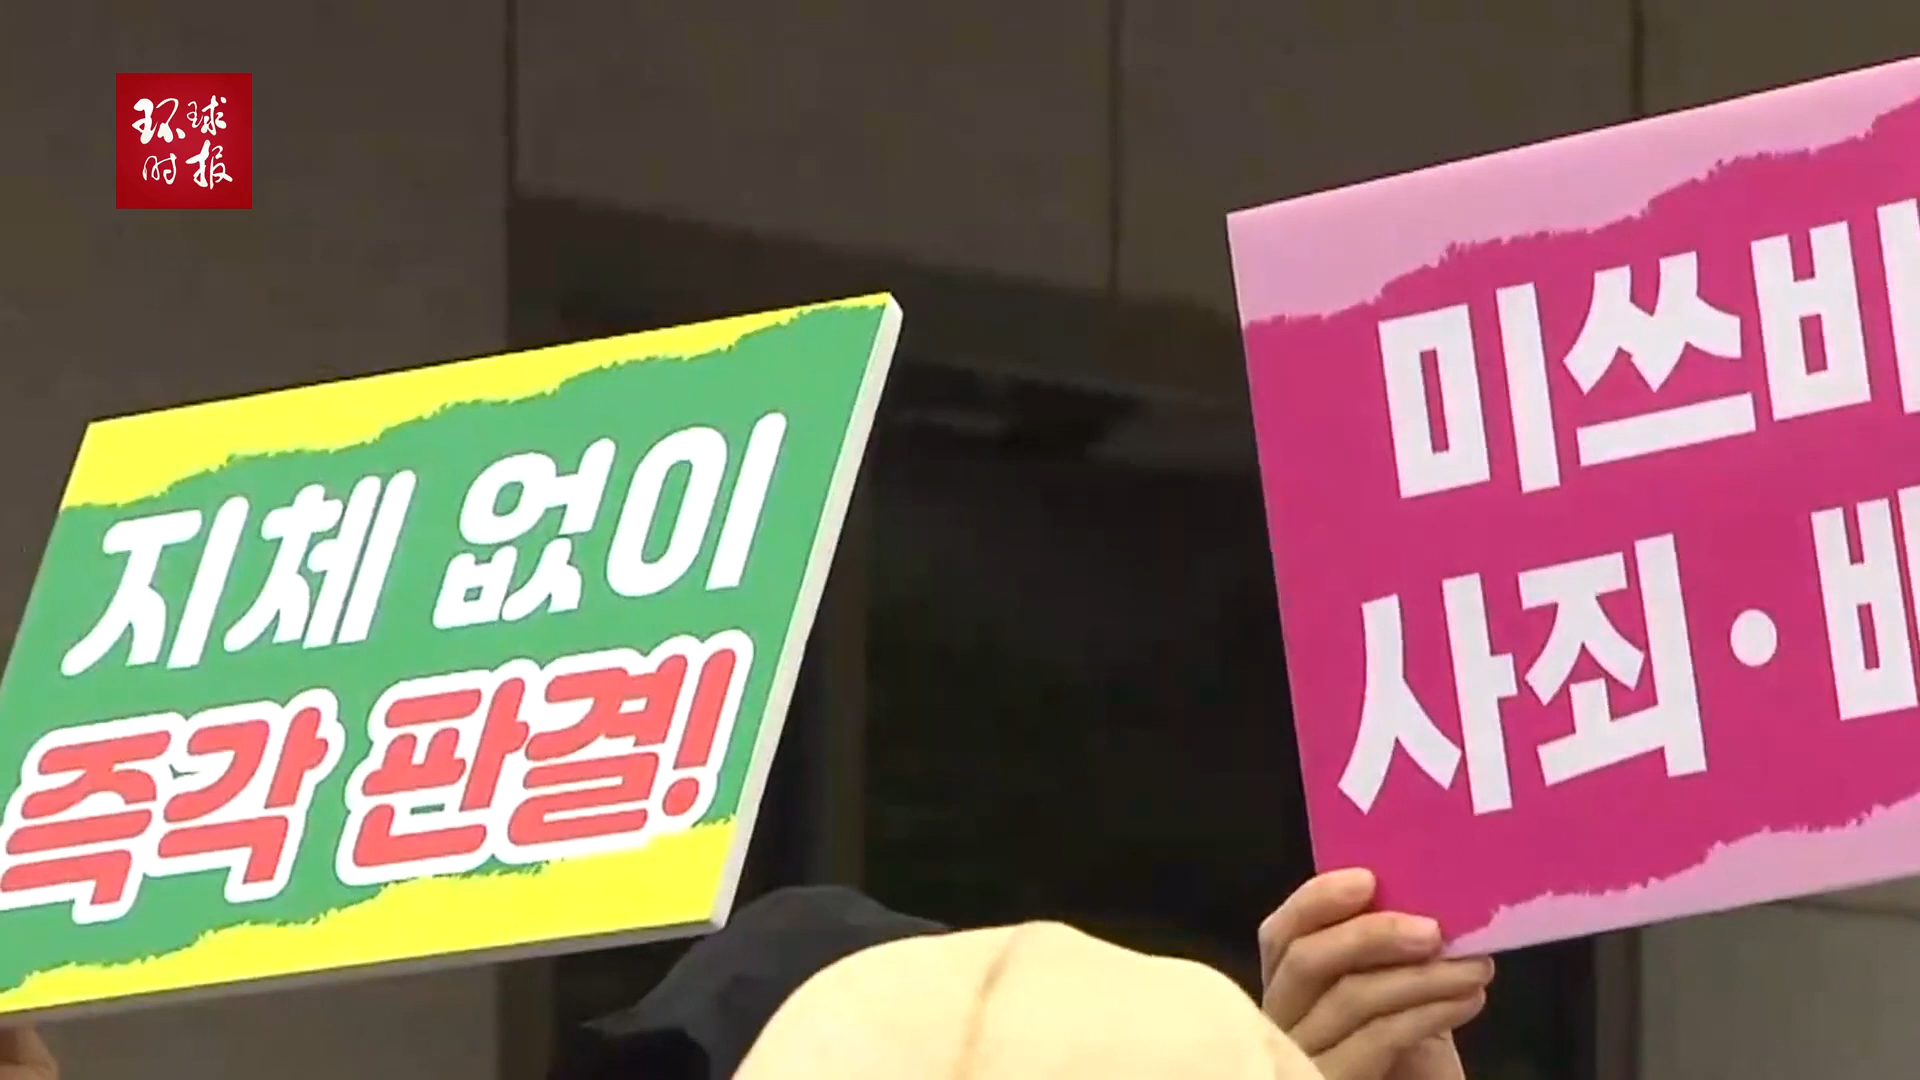 环球
时报
지체 없이
즉각 판결!
미쓰비
사죄·배